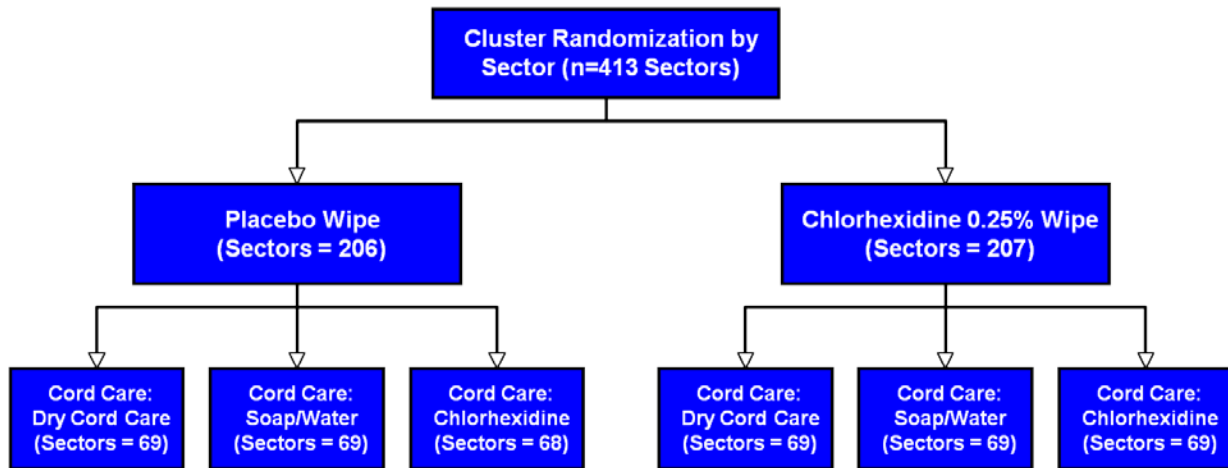 Cluster Randomization by
Sector (n=413 Sectors)
Placebo Wipe
(Sectors = 206)
Chlorhexidine 0.25% Wipe
(Sectors = 207)
Cord Care:
Dry Cord Care
(Sectors = 69)
Cord Care:
Soap/Water
(Sectors = 69)
Cord Care:
Chlorhexidine
(Sectors = 68)
Cord Care:
Dry Cord Care
(Sectors = 69)
Cord Care:
Soap/Water
(Sectors = 69)
Cord Care:
Chlorhexidine
(Sectors = 69)